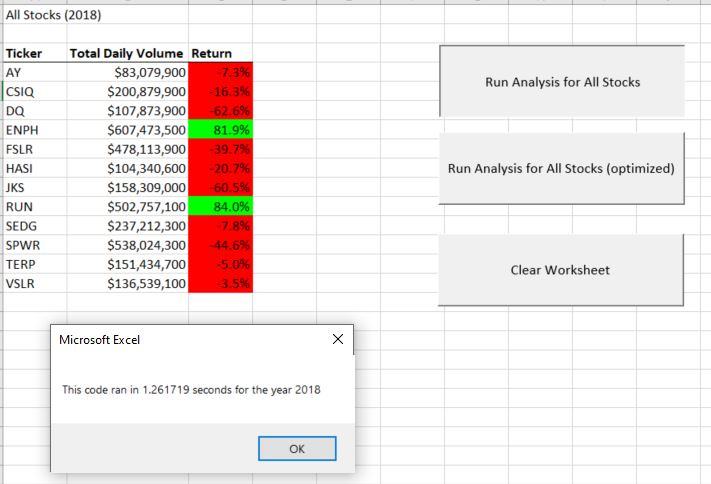 All Stocks (2018)
Ticker Total Daily Volume Return
AY $83,079,900 -7.3%
CSIQ $200,879,900 -16.3%
DQ $107,873,900 -62.6%
ENPH $607,473,500 81.9%
FSLR $478,113,900 -39.7%
HASI $104,340,600 -20.7%
JKS $158,309,000 -60.5%
RUN $502,757,100 84.0%
SEDG $237,212,300 -7.8%
SPWR $538,024,300 -44.6%
TERP $151,434,700 -5.0%
VSLR $136,539,100 -3.5%
Run Analysis for All Stocks
Run Analysis for All Stocks (optimized)
Clear Worksheet
Microsoft Excel
This code ran in 1.261719 seconds for the year 2018
OK